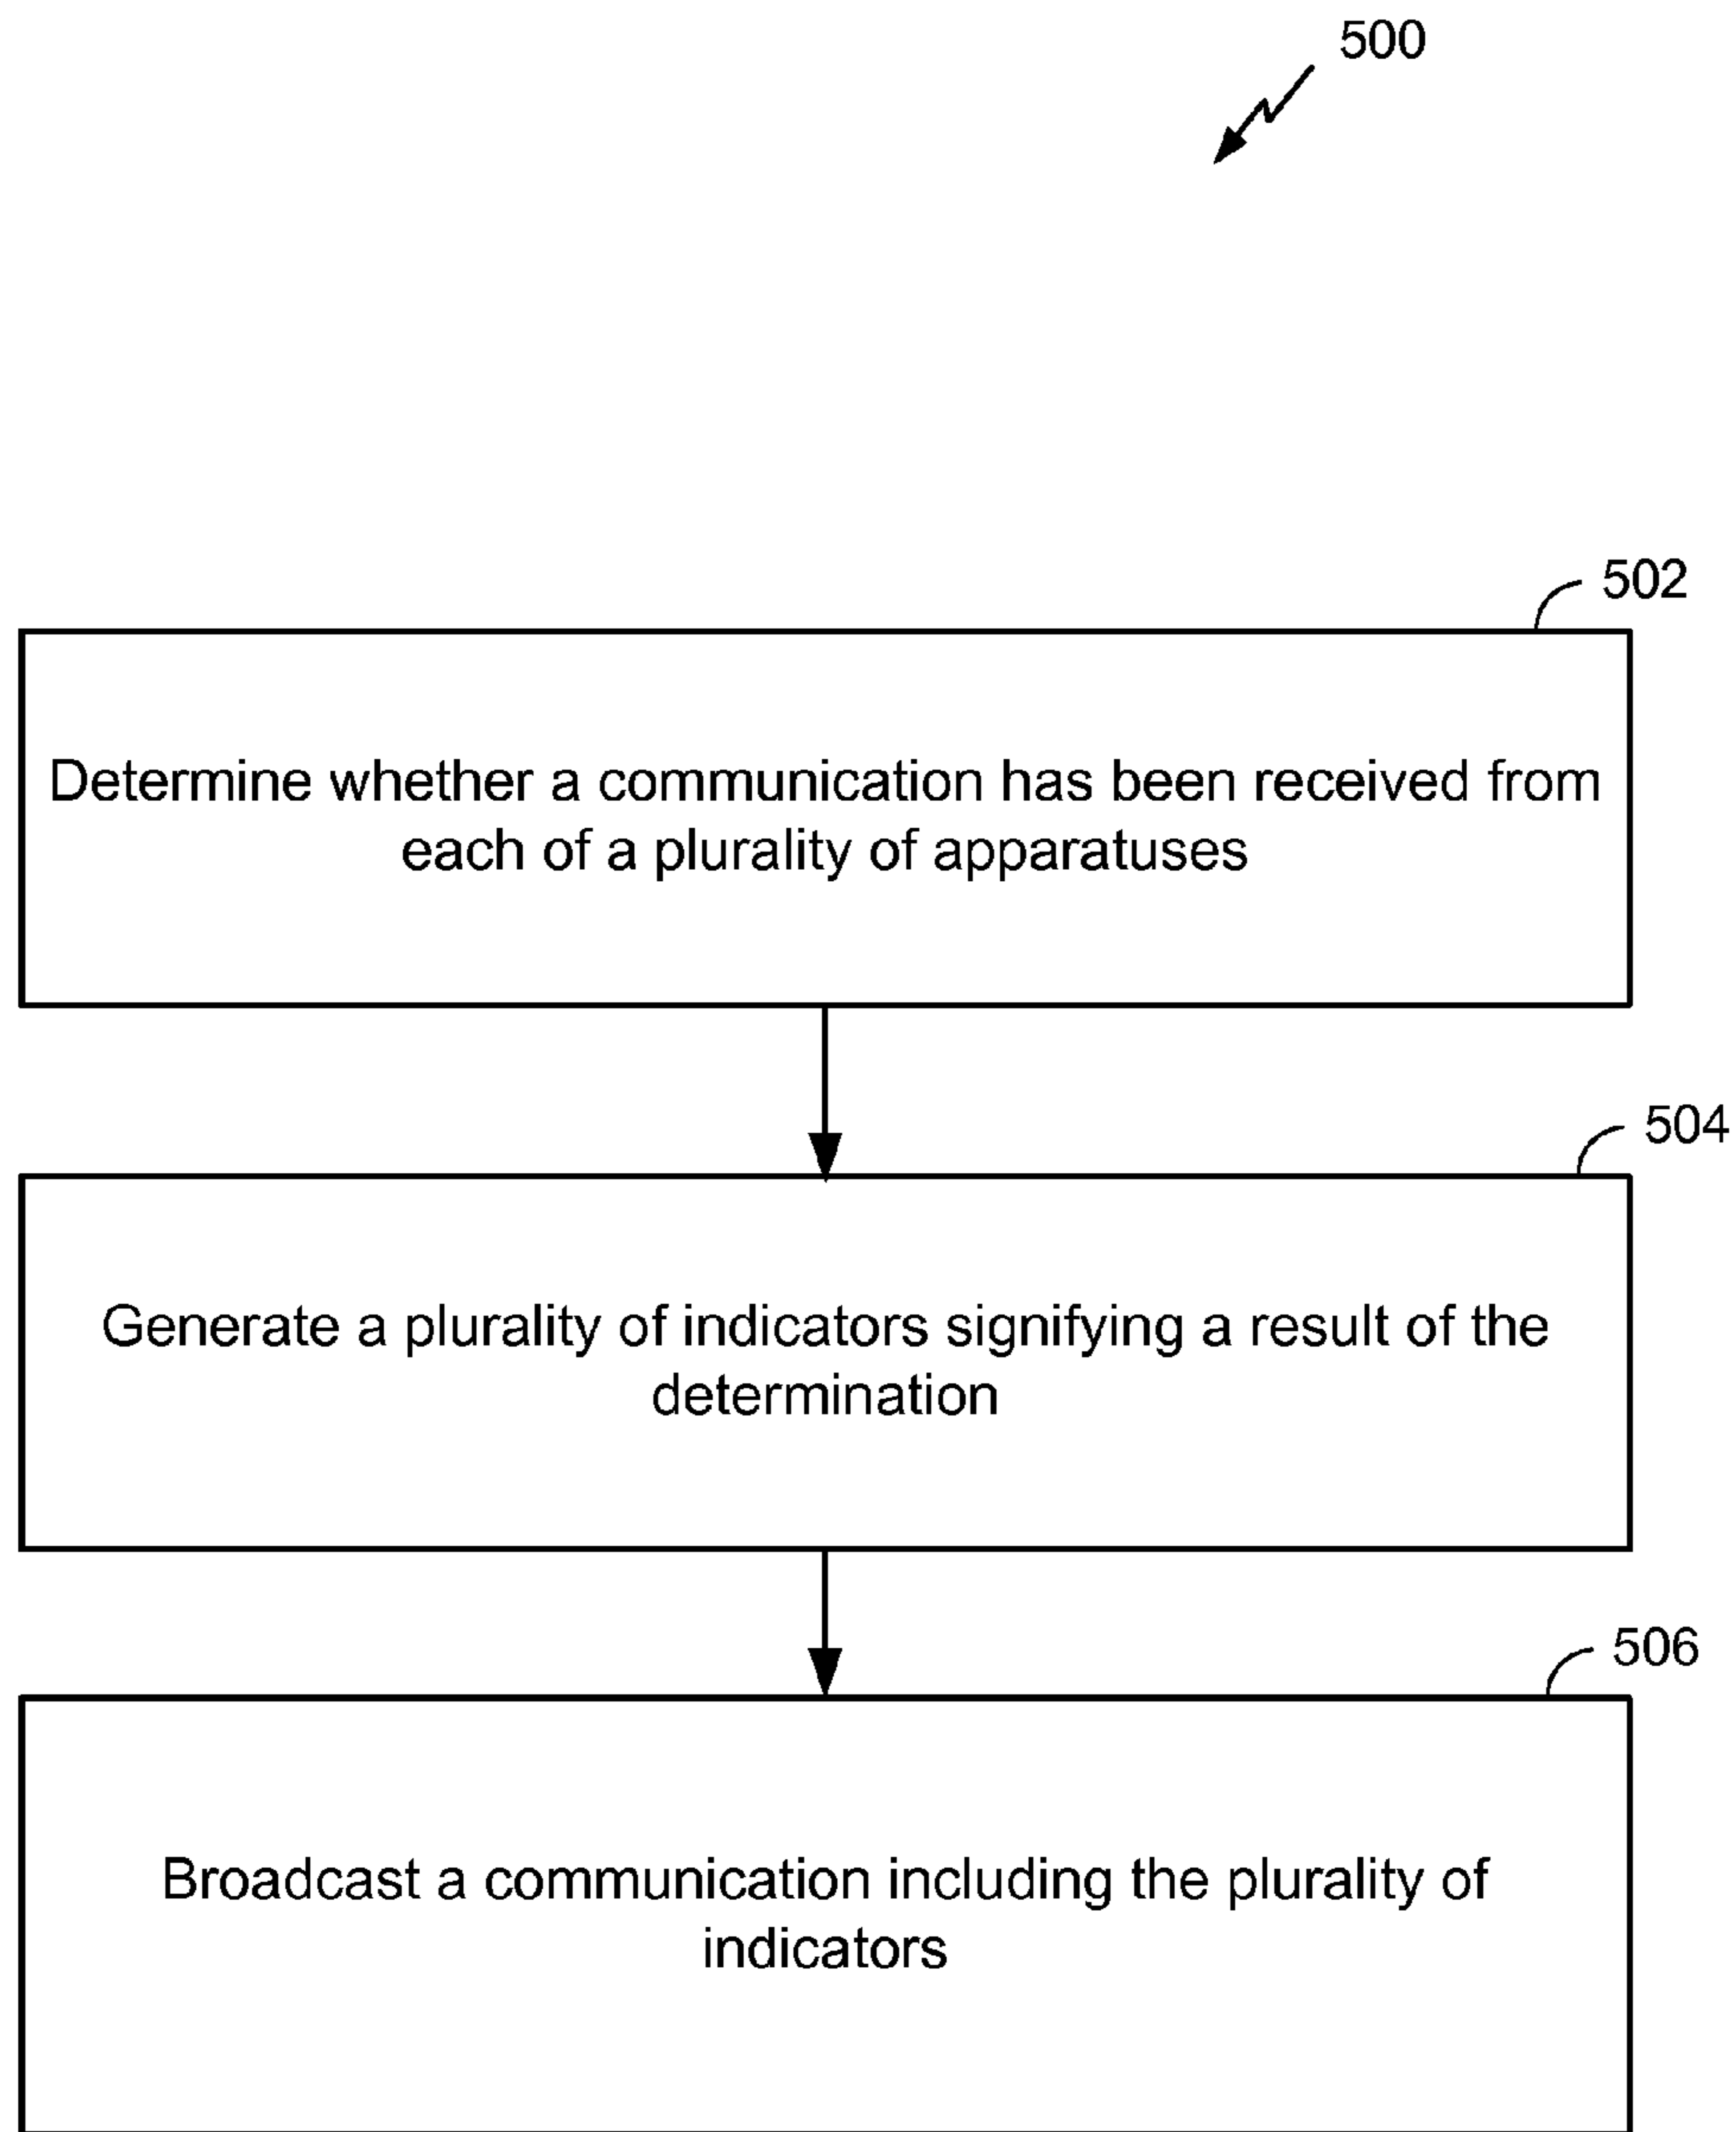 500
502
Determine whether a communication has been received from
each of a plurality of apparatuses
504
Generate a plurality of indicators signifying a result of the
determination
506
Broadcast a communication including the plurality of
indicators